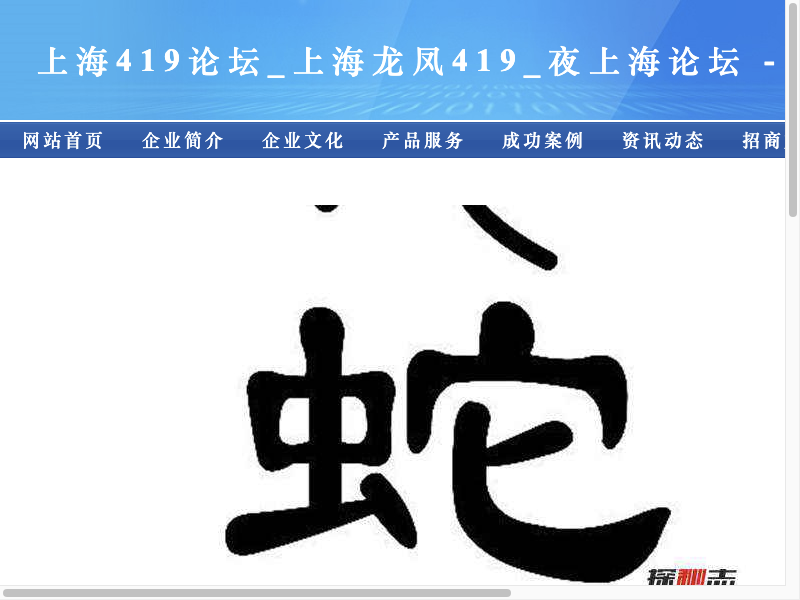 上海419论坛_上海龙凤419_夜上海论坛 -
网站首页 企业简介 企业文化 产品服务 成功案例 资讯动态 招商
蛇
探秘志